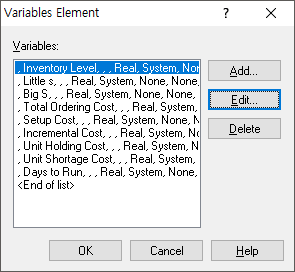 Variables Element
Variables:
, Inventory Level, , , Real, System, Non
, Little s, , , Real, System, None, None,
, Big S, , , Real, System, None, None, 
, Total Ordering Cost, , , Real, System
, Setup Cost, , , Real, System, None,
, Incremental Cost, , , Real, System, N
, Unit Holding Cost, , , Real, System,
, Unit Shortage Cost, , , Real, System
, Days to Run, , , Real, System, None,
<End of list>
Add...
Edit...
Delete
OK
Cancel
Help